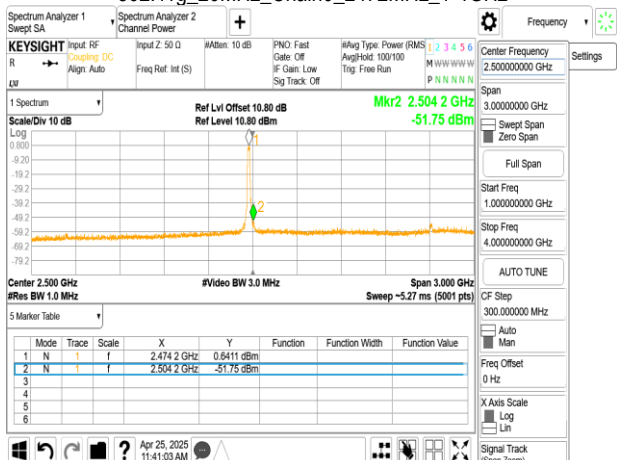 Spectrum Analyzer 1
Swept SA
Spectrum Analyzer 2
Channel Power
+
Frequency
Settings
KEYSIGHT
R
Input: RF
Coupling: DC
Align: Auto
Input Z: 50 Ω
Freq Ref: Int (S)
#Atten: 10 dB
PNO: Fast
Gate: Off
IF Gain: Low
Sig Track: Off
#Avg Type: Power (RMS
Avg|Hold: 100/100
Trig: Free Run
1 2 3 4 5 6
M W W W W W
P N N N N N
1 Spectrum
Scale/Div 10 dB
Ref Lvl Offset 10.80 dB
Ref Level 10.80 dBm
Mkr2 2.504 2 GHz
-51.75 dBm
Log
0.800
-9.20
-19.2
-29.2
-39.2
-49.2
-59.2
-69.2
-79.2
1
2
Center 2.500 GHz
#Res BW 1.0 MHz
#Video BW 3.0 MHz
Span 3.000 GHz
Sweep ~5.27 ms (5001 pts)
5 Marker Table
Mode Trace Scale X Y Function Function Width Function Value
1 N 1 f 2.474 2 GHz 0.6411 dBm
2 N 1 f 2.504 2 GHz -51.75 dBm
3
4
5
6
?
Apr 25, 2025
11:41:03 AM
Center Frequency
2.500000000 GHz
Span
3.00000000 GHz
Swept Span
Zero Span
Full Span
Start Freq
1.000000000 GHz
Stop Freq
4.000000000 GHz
AUTO TUNE
CF Step
300.000000 MHz
Auto
Man
Freq Offset
0 Hz
X Axis Scale
Log
Lin
Signal Track